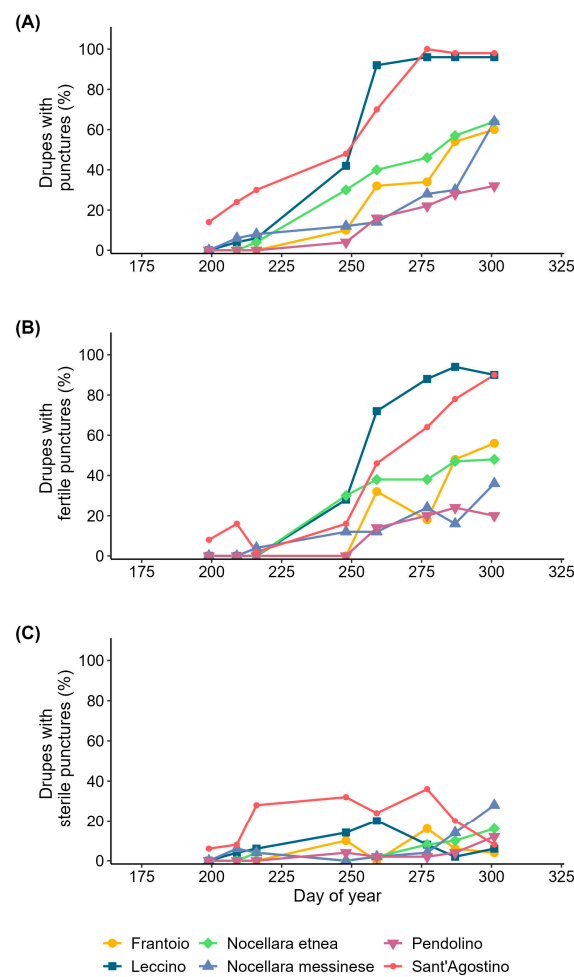 (A)
Drupes with
punctures (%)
100
80
60
40
20
0
175 200 225 250 275 300 325
(B)
Drupes with
fertile punctures (%)
100
80
60
40
20
0
175 200 225 250 275 300 325
(C)
Drupes with
sterile punctures (%)
100
80
60
40
20
0
175 200 225 250 275 300 325
Day of year
Frantoio Nocellara etnea Pendolino
Leccino Nocellara messinese Sant'Agostino